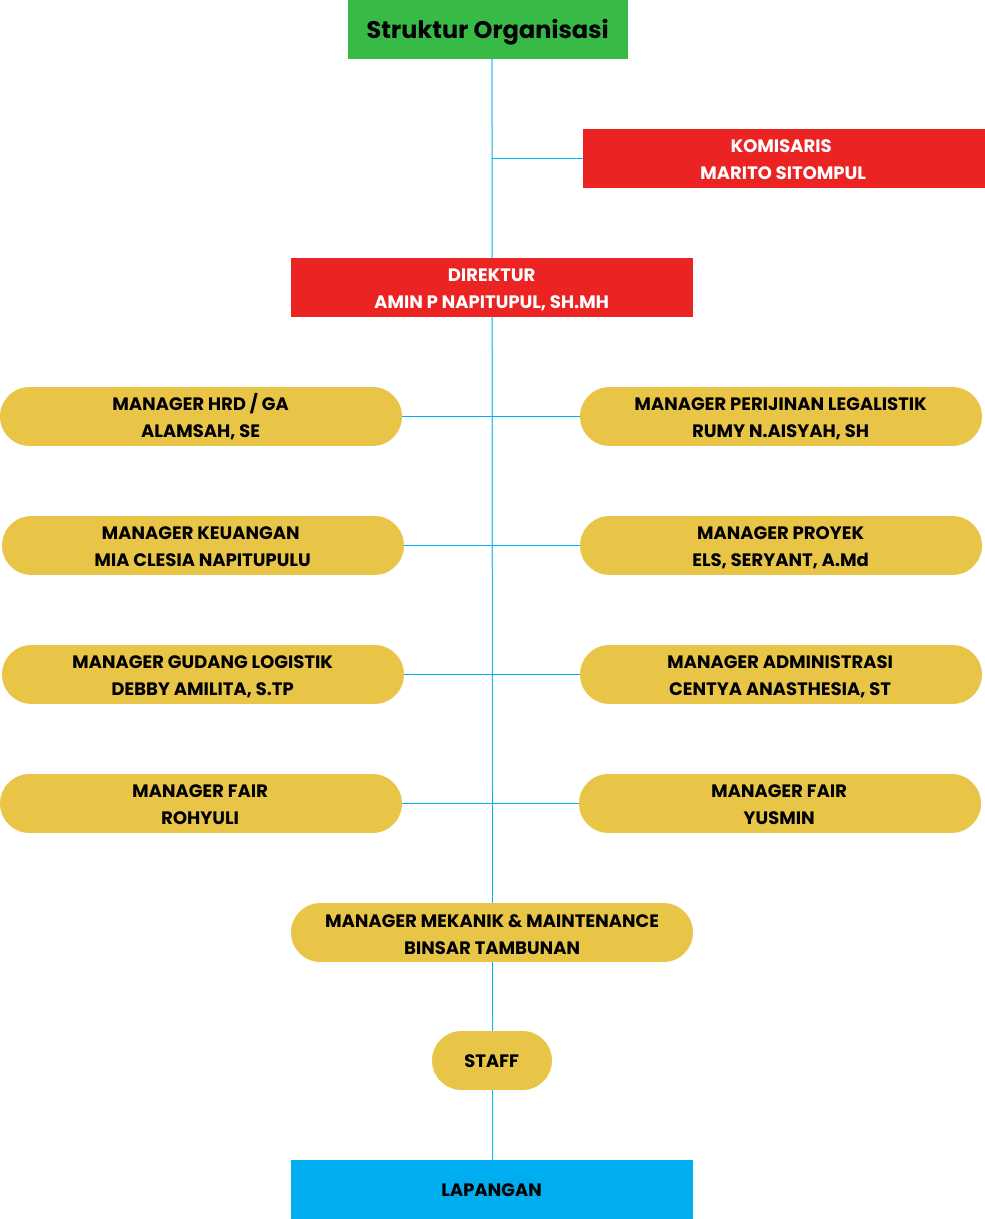 Struktur Organisasi
KOMISARIS
MARITO SITOMPUL
DIREKTUR
AMIN P NAPITUPUL, SH.MH
MANAGER HRD / GA
ALAMSAH, SE
MANAGER PERIJINAN LEGALISTIK
RUMY N.AISYAH, SH
MANAGER KEUANGAN
MIA CLESIA NAPITUPULU
MANAGER PROYEK
ELS, SERYANT, A.Md
MANAGER GUDANG LOGISTIK
DEBBY AMILITA, S.TP
MANAGER ADMINISTRASI
CENTYA ANASTHESIA, ST
MANAGER FAIR
ROHYULI
MANAGER FAIR
YUSMIN
MANAGER MEKANIK & MAINTENANCE
BINSAR TAMBUNAN
STAFF
LAPANGAN